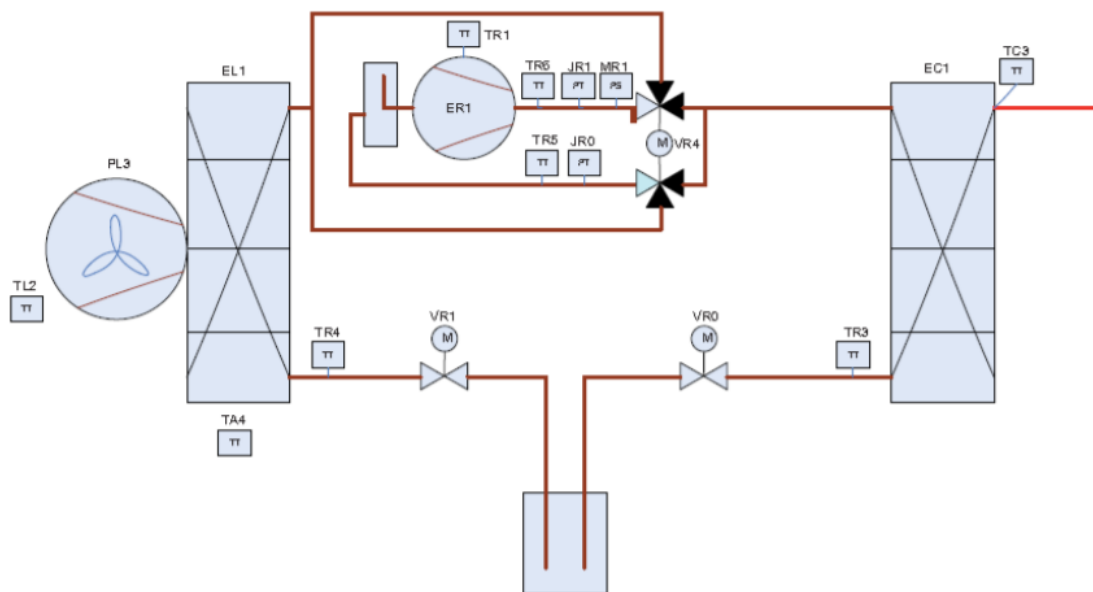 TT TR1
TC3
TT
EL1
TR6 JR1 MR1
TT PT PS
EC1
ER1
TR5 JR0
TT PT
M VR4
PL3
TL2
TT
VR1
M
VR0
M
TR4
TT
TR3
TT
TA4
TT